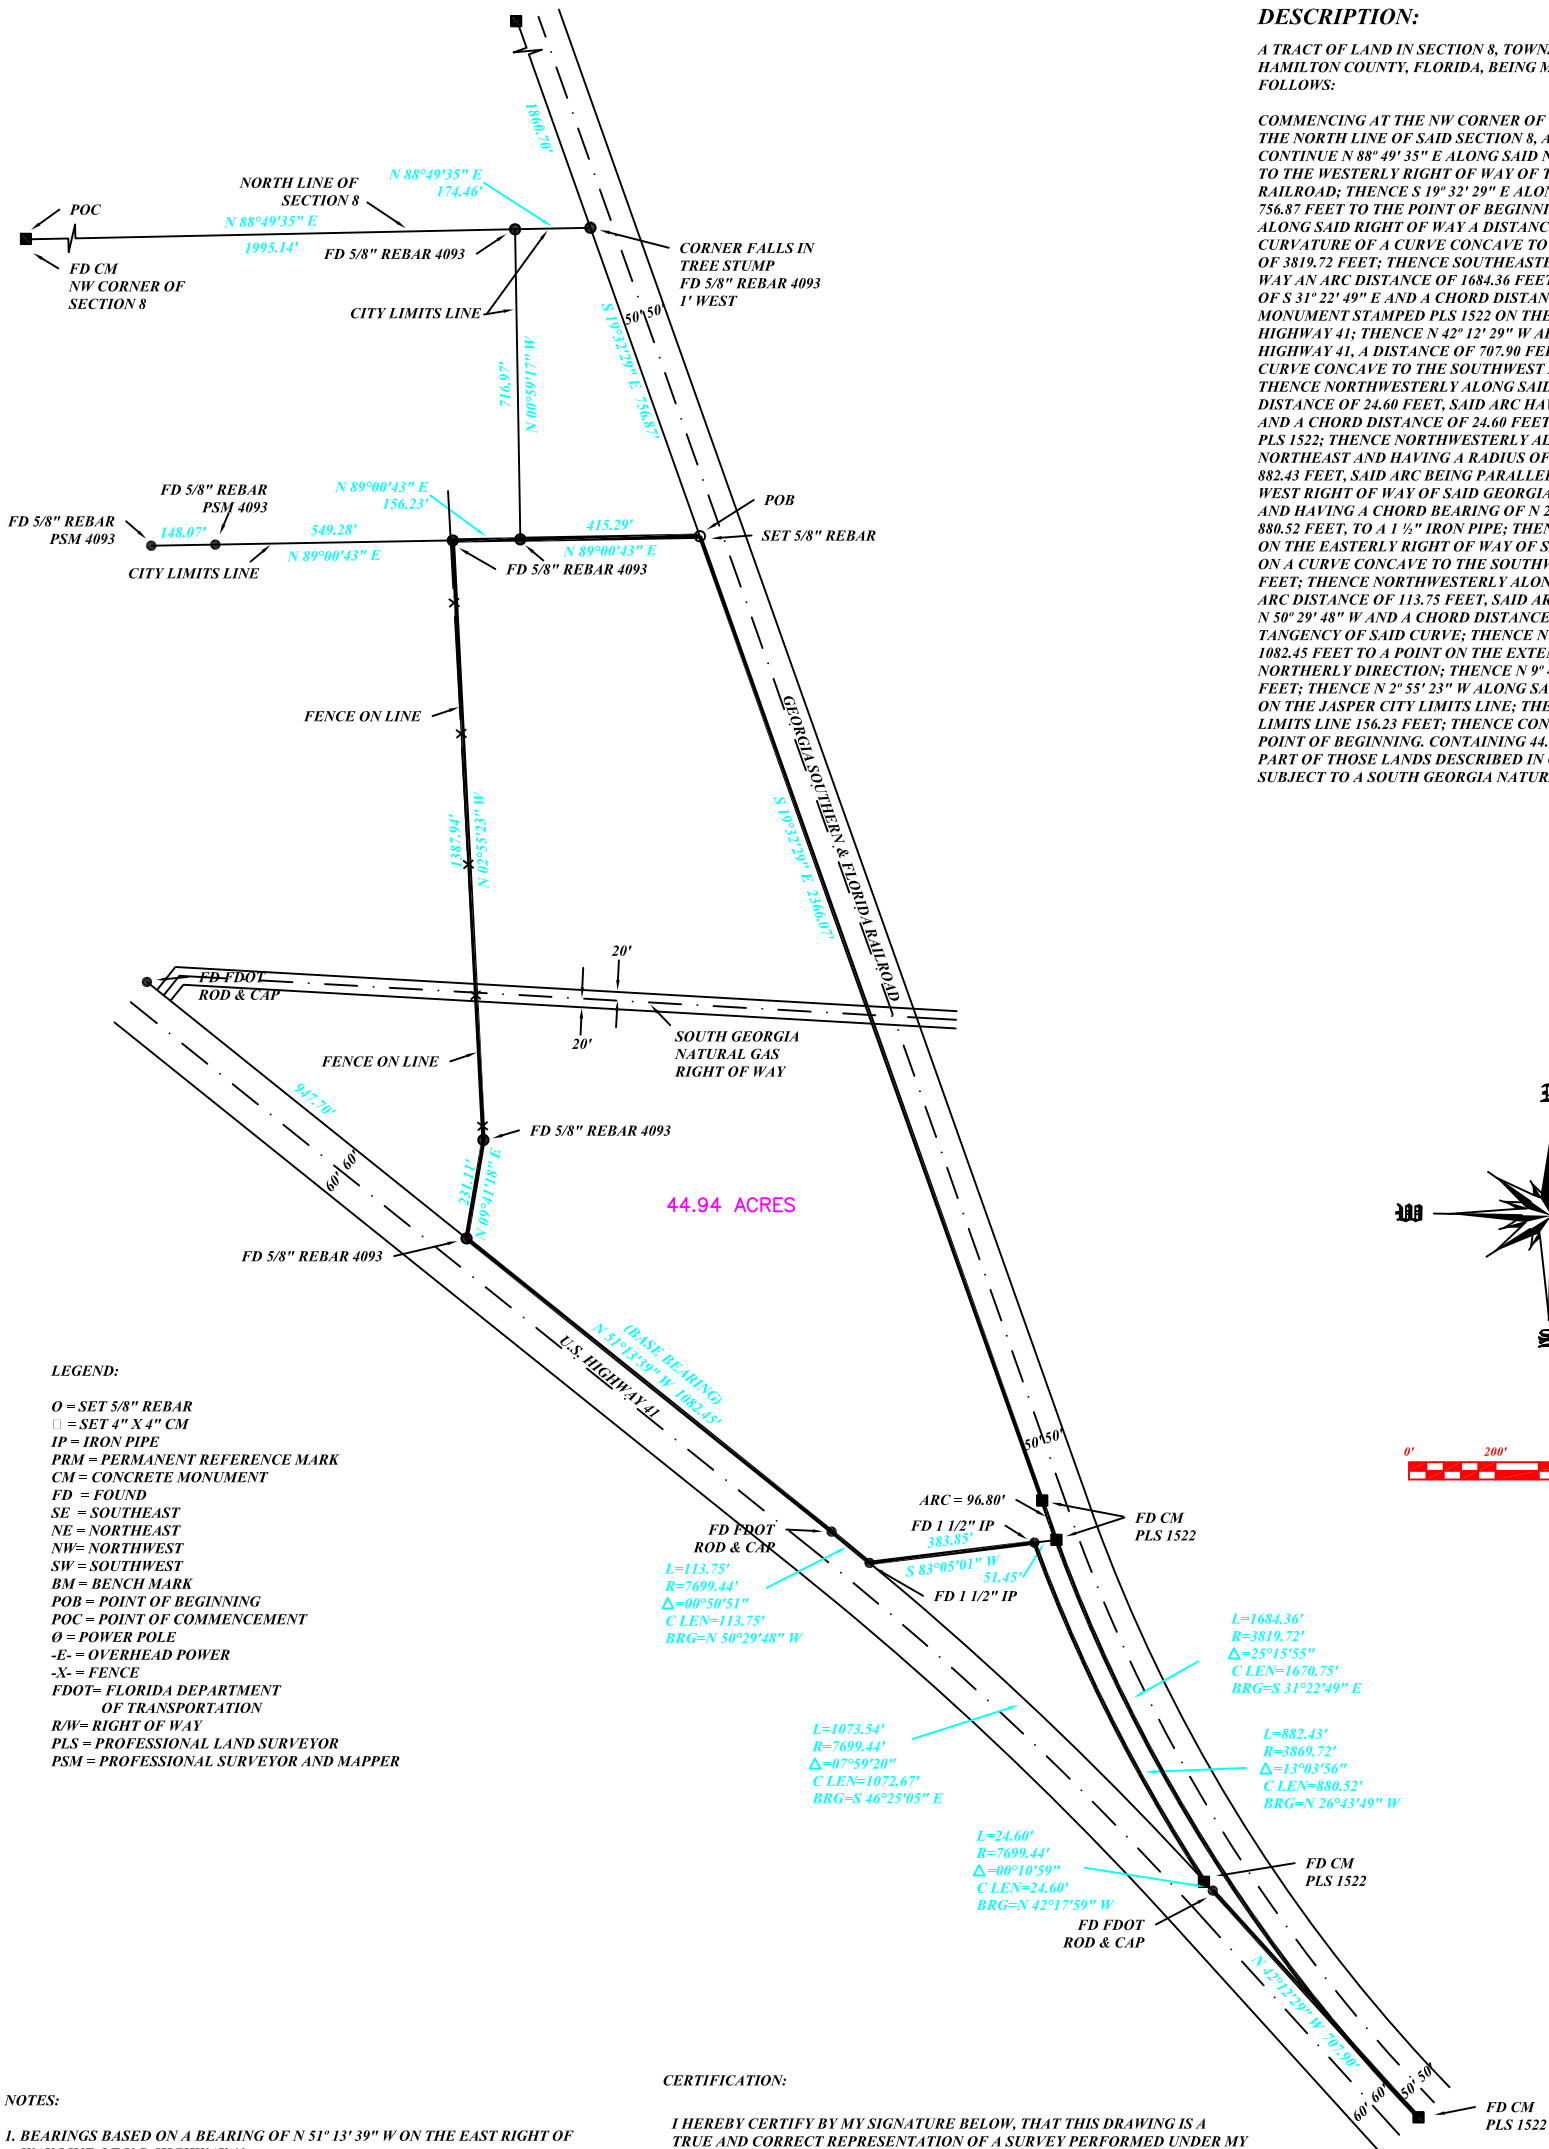 DESCRIPTION:
A TRACT OF LAND IN SECTION 8, TOWN
HAMILTON COUNTY, FLORIDA, BEING M
FOLLOWS:
COMMENCING AT THE NW CORNER OF
THE NORTH LINE OF SAID SECTION 8, A
CONTINUE N 88° 49' 35" E ALONG SAID N
TO THE WESTERLY RIGHT OF WAY OF T
RAILROAD; THENCE S 19° 32' 29" E ALON
756.87 FEET TO THE POINT OF BEGINNI
ALONG SAID RIGHT OF WAY A DISTANC
CURVATURE OF A CURVE CONCAVE TO
OF 3819.72 FEET; THENCE SOUTHEASTE
WAY AN ARC DISTANCE OF 1684.36 FEET
OF S 31° 22' 49" E AND A CHORD DISTAN
MONUMENT STAMPED PLS 1522 ON THE
HIGHWAY 41; THENCE N 42° 12' 29" W AL
HIGHWAY 41, A DISTANCE OF 707.90 FEE
CURVE CONCAVE TO THE SOUTHWEST
THENCE NORTHWESTERLY ALONG SAID
DISTANCE OF 24.60 FEET, SAID ARC HAV
AND A CHORD DISTANCE OF 24.60 FEET
PLS 1522; THENCE NORTHWESTERLY AL
NORTHEAST AND HAVING A RADIUS OF
882.43 FEET, SAID ARC BEING PARALLEL
WEST RIGHT OF WAY OF SAID GEORGIA
AND HAVING A CHORD BEARING OF N 2
880.52 FEET, TO A 1 ½" IRON PIPE; THEN
ON THE EASTERLY RIGHT OF WAY OF S
ON A CURVE CONCAVE TO THE SOUTHW
FEET; THENCE NORTHWESTERLY ALON
ARC DISTANCE OF 113.75 FEET, SAID AR
N 50° 29' 48" W AND A CHORD DISTANCE
TANGENCY OF SAID CURVE; THENCE N
1082.45 FEET TO A POINT ON THE EXTEN
NORTHERLY DIRECTION; THENCE N 9°
FEET; THENCE N 2° 55' 23" W ALONG SA
ON THE JASPER CITY LIMITS LINE; THE
LIMITS LINE 156.23 FEET; THENCE CON
POINT OF BEGINNING. CONTAINING 44.
PART OF THOSE LANDS DESCRIBED IN
SUBJECT TO A SOUTH GEORGIA NATUR
1860.70'
N 88°49'35" E
174.46'
NORTH LINE OF
SECTION 8
POC
N 88°49'35" E
1995.14'
FD 5/8" REBAR 4093
FD CM
NW CORNER OF
SECTION 8
CORNER FALLS IN
TREE STUMP
FD 5/8" REBAR 4093
1' WEST
CITY LIMITS LINE
50' 50'
S 19°32'29" E 756.87'
716.97'
N 00°59'17" W
FD 5/8" REBAR
PSM 4093
FD 5/8" REBAR
PSM 4093
N 89°00'43" E
156.23'
POB
148.07'
549.28'
N 89°00'43" E
415.29'
N 89°00'43" E
SET 5/8" REBAR
CITY LIMITS LINE
FD 5/8" REBAR 4093
FENCE ON LINE
GEORGIA SOUTHERN & FLORIDA RAILROAD
S 19°32'29" E 2366.07'
1387.94'
N 02°55'23" W
FD FDOT
ROD & CAP
20'
20'
SOUTH GEORGIA
NATURAL GAS
RIGHT OF WAY
FENCE ON LINE
947.70'
60' 60'
FD 5/8" REBAR 4093
231.11'
N 09°41'18" E
44.94 ACRES
FD 5/8" REBAR 4093
W
S
(BASE BEARING)
N 51°13'39" W 1082.45'
U.S. HIGHWAY 41
0'
200'
LEGEND:
O = SET 5/8" REBAR
□ = SET 4" X 4" CM
IP = IRON PIPE
PRM = PERMANENT REFERENCE MARK
CM = CONCRETE MONUMENT
FD = FOUND
SE = SOUTHEAST
NE = NORTHEAST
NW= NORTHWEST
SW = SOUTHWEST
BM = BENCH MARK
POB = POINT OF BEGINNING
POC = POINT OF COMMENCEMENT
Ø = POWER POLE
-E- = OVERHEAD POWER
-X- = FENCE
FDOT= FLORIDA DEPARTMENT
OF TRANSPORTATION
R/W= RIGHT OF WAY
PLS = PROFESSIONAL LAND SURVEYOR
PSM = PROFESSIONAL SURVEYOR AND MAPPER
50' 50'
ARC = 96.80'
FD 1 1/2" IP
FD CM
PLS 1522
FD FDOT
ROD & CAP
383.85'
S 83°05'01" W
51.45'
FD 1 1/2" IP
L=113.75'
R=7699.44'
Δ=00°50'51"
C LEN=113.75'
BRG=N 50°29'48" W
L=1684.36'
R=3819.72'
Δ=25°15'55"
C LEN=1670.75'
BRG=S 31°22'49" E
L=1073.54'
R=7699.44'
Δ=07°59'20"
C LEN=1072.67'
BRG=S 46°25'05" E
L=882.43'
R=3869.72'
Δ=13°03'56"
C LEN=880.52'
BRG=N 26°43'49" W
L=24.60'
R=7699.44'
Δ=00°10'59"
C LEN=24.60'
BRG=N 42°17'59" W
FD CM
PLS 1522
FD FDOT
ROD & CAP
N 42°12'29" W 707.90'
60' 60'
50' 50'
FD CM
PLS 1522
NOTES:
1. BEARINGS BASED ON A BEARING OF N 51° 13' 39" W ON THE EAST RIGHT OF
CERTIFICATION:
I HEREBY CERTIFY BY MY SIGNATURE BELOW, THAT THIS DRAWING IS A
TRUE AND CORRECT REPRESENTATION OF A SURVEY PERFORMED UNDER MY